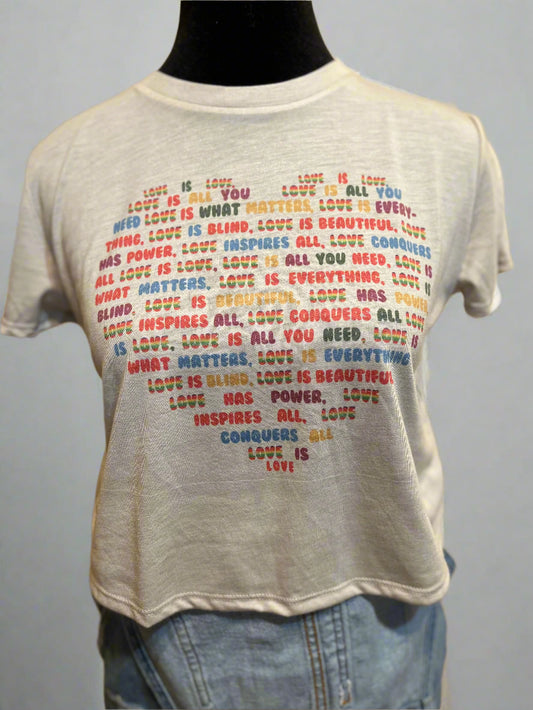 LOVE IS LOVE. LOVE IS LOVE.
LOVE IS ALL YOU LOVE IS ALL YOU
NEED LOVE IS WHAT MATTERS, LOVE IS EVERY-
THING, LOVE IS BLIND, LOVE IS BEAUTIFUL, LOVE
HAS POWER, LOVE INSPIRES ALL, LOVE CONQUERS
ALL LOVE IS LOVE, LOVE IS ALL YOU NEED, LOVE IS
WHAT MATTERS, LOVE IS EVERYTHING, LOVE IS
BLIND, LOVE IS BEAUTIFUL, LOVE HAS POWER
LOVE INSPIRES ALL, LOVE CONQUERS ALL LOVE
IS LOVE. LOVE IS ALL YOU NEED, LOVE IS
WHAT MATTERS, LOVE IS EVERYTHING
LOVE IS BLIND, LOVE IS BEAUTIFUL
LOVE HAS POWER, LOVE
INSPIRES ALL, LOVE
CONQUERS ALL
LOVE IS
LOVE